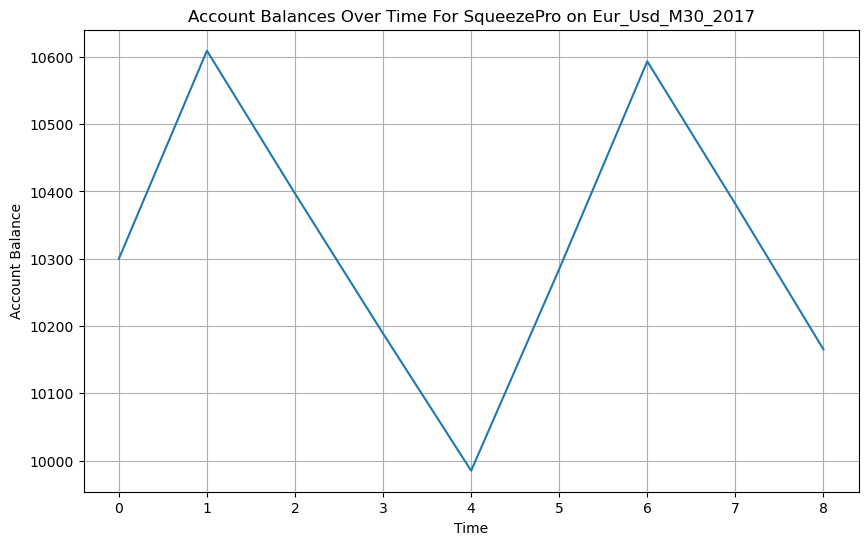 Account Balances Over Time For SqueezePro on Eur_Usd_M30_2017
Account Balance
10600
10500
10400
10300
10200
10100
10000
0 1 2 3 4 5 6 7 8
Time